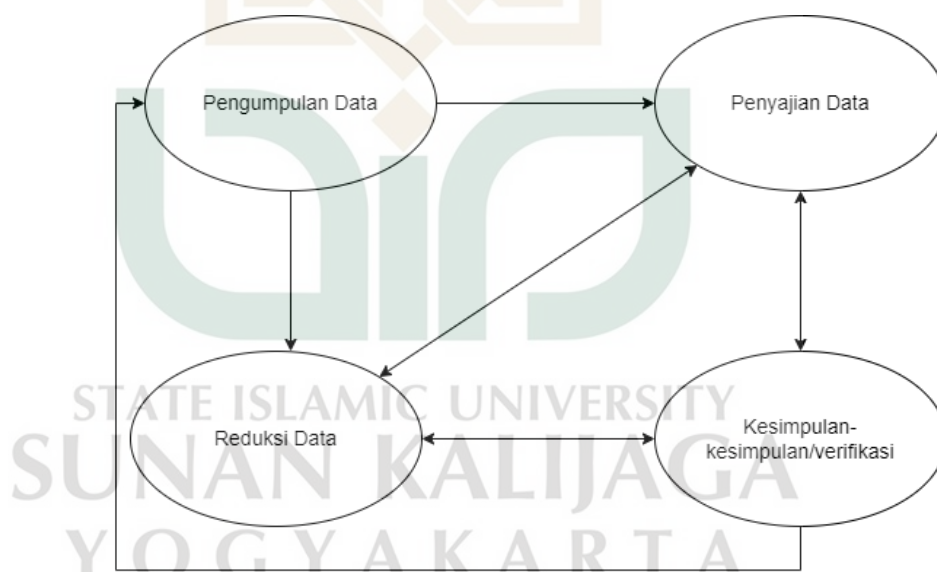 Pengumpulan Data
Penyajian Data
Reduksi Data
Kesimpulan-
kesimpulan/verifikasi
STATE ISLAMIC UNIVERSITY
SUNAN KALIJAGA
YOGYAKARTA